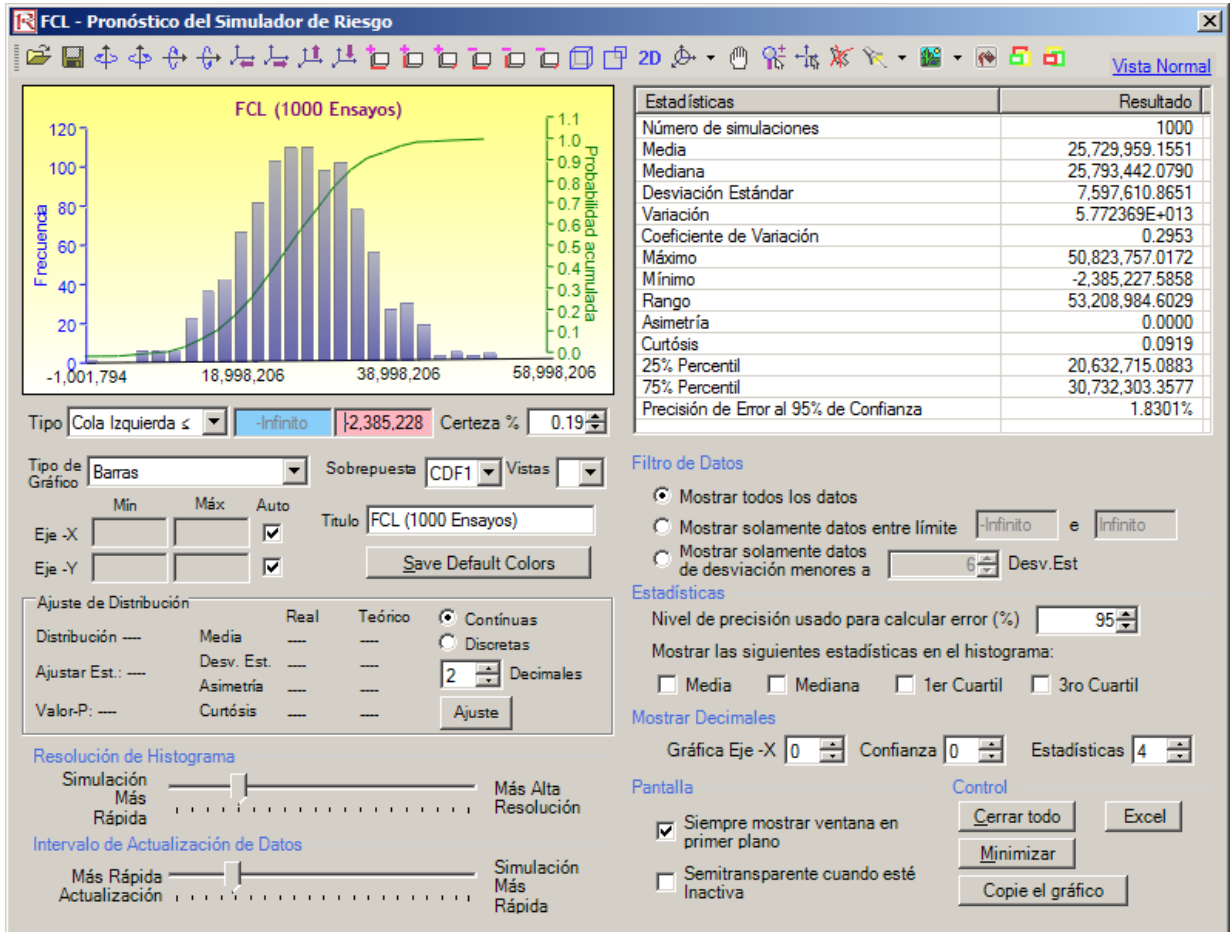 FCL - Pronóstico del Simulador de Riesgo
2D
Vista Normal
FCL (1000 Ensayos)
Frecuencia
120
100
80
60
40
20
0
Probabilidad acumulada
1.1
1.0
0.9
0.8
0.7
0.6
0.5
0.4
0.3
0.2
0.1
0.0
-1,001,794 18,998,206 38,998,206 58,998,206
Tipo Cola Izquierda ≤ -Infinito -2,385,228 Certeza % 0.19
Tipo de Gráfico Barras Sobrepuesta CDF1 Vistas
Mín Máx Auto
Eje -X
Eje -Y
Titulo FCL (1000 Ensayos)
Save Default Colors
Ajuste de Distribución
Real Teórico
Distribución ---- Media ---- ----
Ajustar Est.: ---- Desv. Est. ---- ----
Asimetría ---- ----
Valor-P: ---- Curtósis ---- ----
Contínuas
Discretas
2 Decimales
Ajuste
Resolución de Histograma
Simulación Más Rápida
Más Alta Resolución
Intervalo de Actualización de Datos
Más Rápida Actualización
Simulación Más Rápida
Estadísticas Resultado
Número de simulaciones 1000
Media 25,729,959.1551
Mediana 25,793,442.0790
Desviación Estándar 7,597,610.8651
Variación 5.772369E+013
Coeficiente de Variación 0.2953
Máximo 50,823,757.0172
Mínimo -2,385,227.5858
Rango 53,208,984.6029
Asimetría 0.0000
Curtósis 0.0919
25% Percentil 20,632,715.0883
75% Percentil 30,732,303.3577
Precisión de Error al 95% de Confianza 1.8301%
Filtro de Datos
Mostrar todos los datos
Mostrar solamente datos entre límite -Infinito e Infinito
Mostrar solamente datos
de desviación menores a 6 Desv.Est
Estadísticas
Nivel de precisión usado para calcular error (%) 95
Mostrar las siguientes estadísticas en el histograma:
Media Mediana 1er Cuartil 3ro Cuartil
Mostrar Decimales
Gráfica Eje -X 0 Confianza 0 Estadísticas 4
Pantalla
Siempre mostrar ventana en
primer plano
Semitransparente cuando esté
Inactiva
Control
Cerrar todo Excel
Minimizar
Copie el gráfico